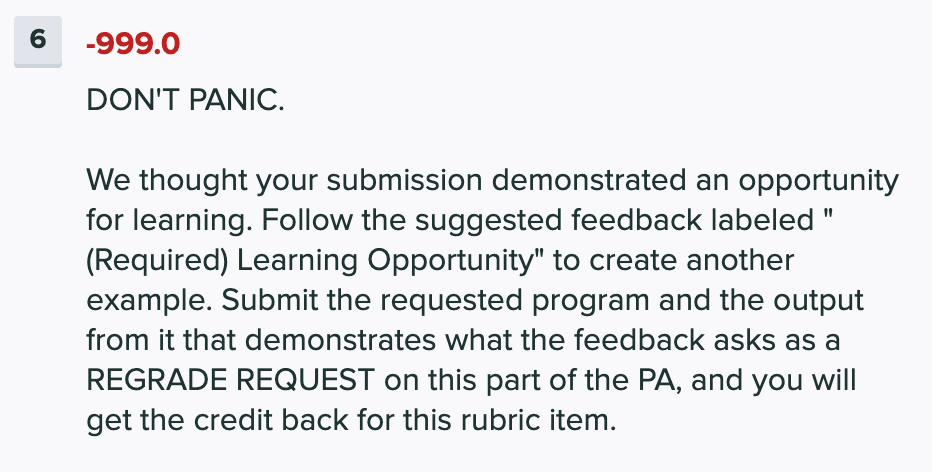 6
-999.0
DON'T PANIC.
We thought your submission demonstrated an opportunity
for learning. Follow the suggested feedback labeled "
(Required) Learning Opportunity" to create another
example. Submit the requested program and the output
from it that demonstrates what the feedback asks as a
REGRADE REQUEST on this part of the PA, and you will
get the credit back for this rubric item.